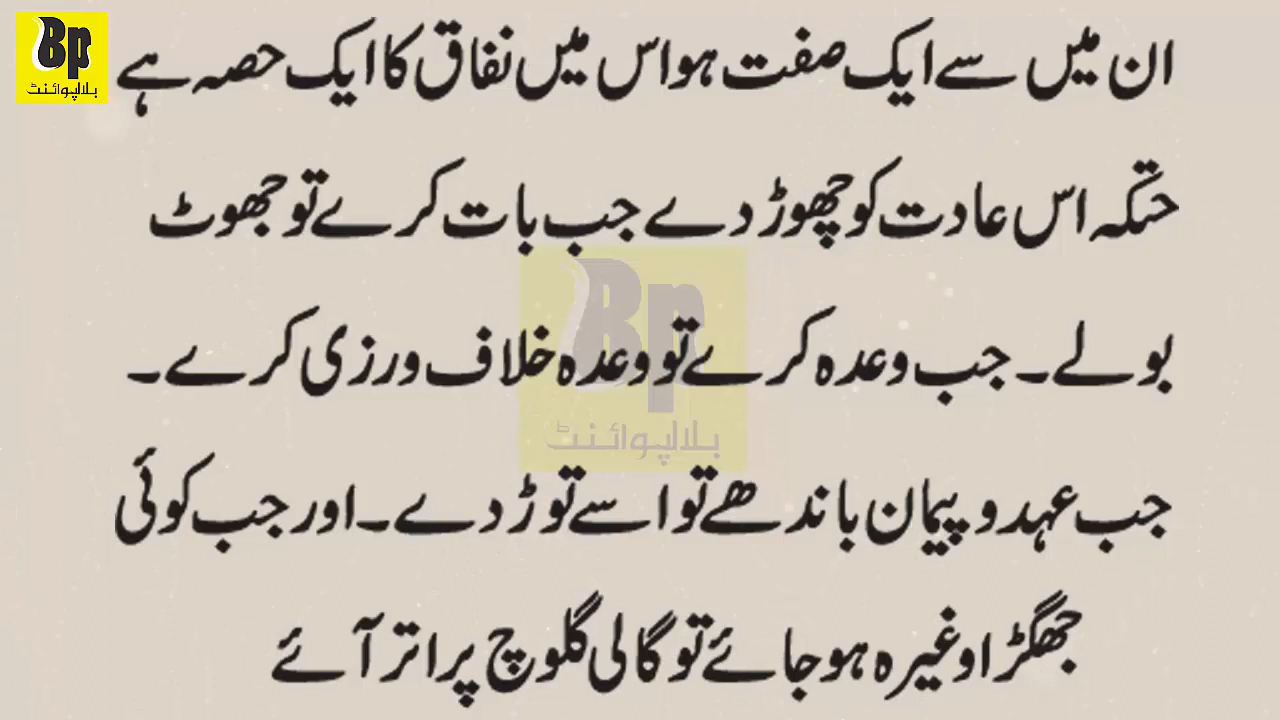 Bp
بلالپوائنٹ
ان میں سے ایک صفت ہو اس میں نفاق کا ایک حصہ ہے
حتکہ اس عادت کو چھوڑ دے جب بات کرے تو جھوٹ
بولے۔ جب وعدہ کرے تو وعدہ خلاف ورزی کرے۔
Bp
بلالپوائنٹ
جب عہد و پیمان باندھے تو اسے توڑ دے۔ اور جب کوئی
جھگڑا وغیرہ ہو جائے تو گالی گلوچ پر اتر آئے